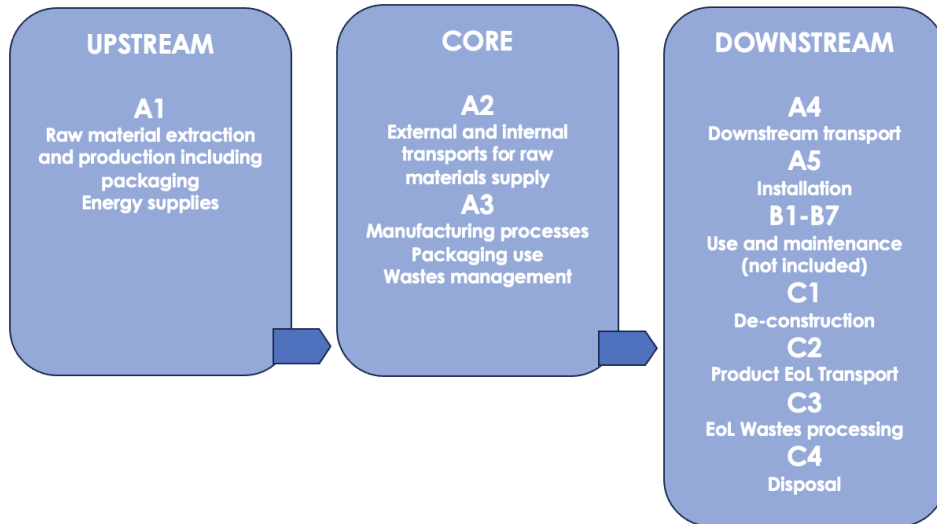 UPSTREAM
A1
Raw material extraction
and production including
packaging
Energy supplies
CORE
A2
External and internal
transports for raw
materials supply
A3
Manufacturing processes
Packaging use
Wastes management
DOWNSTREAM
A4
Downstream transport
A5
Installation
B1-B7
Use and maintenance
(not included)
C1
De-construction
C2
Product EoL Transport
C3
EoL Wastes processing
C4
Disposal